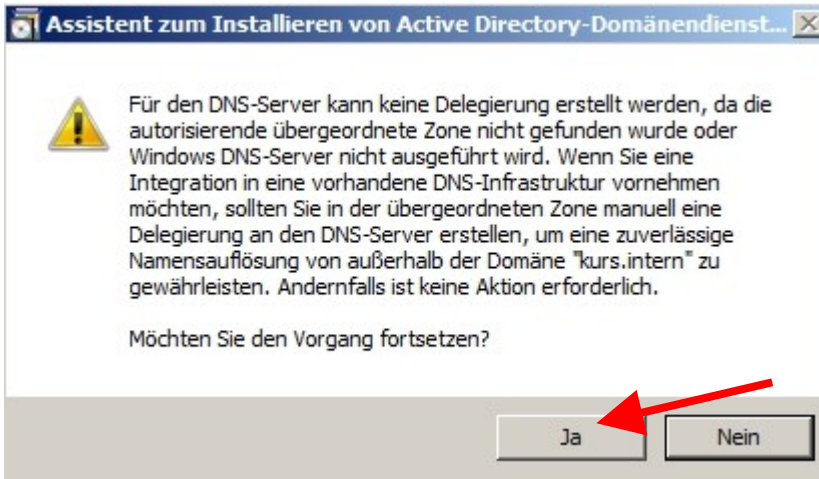 Assistent zum Installieren von Active Directory-Domänendienst...
Für den DNS-Server kann keine Delegierung erstellt werden, da die
autorisierende übergeordnete Zone nicht gefunden wurde oder
Windows DNS-Server nicht ausgeführt wird. Wenn Sie eine
Integration in eine vorhandene DNS-Infrastruktur vornehmen
möchten, sollten Sie in der übergeordneten Zone manuell eine
Delegierung an den DNS-Server erstellen, um eine zuverlässige
Namensauflösung von außerhalb der Domäne "kurs.intern" zu
gewährleisten. Andernfalls ist keine Aktion erforderlich.
Möchten Sie den Vorgang fortsetzen?
Ja Nein